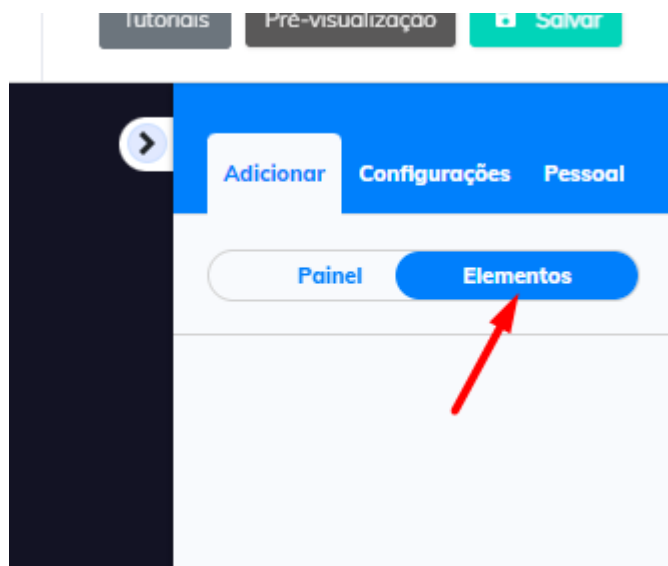 Tutoriais Pré-visualização Salvar
Adicionar Configurações Pessoal
Painel Elementos